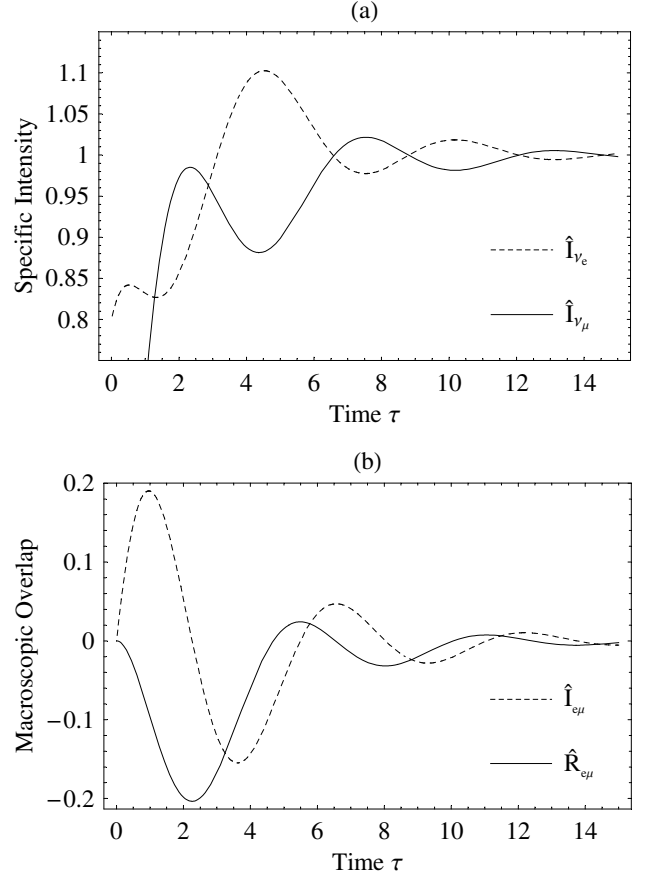 (a)
Specific Intensity
1.1
1.05
1
0.95
0.9
0.85
0.8
Î_{ν_e}
Î_{ν_μ}
0 2 4 6 8 10 12 14
Time τ
(b)
Macroscopic Overlap
0.2
0.1
0
−0.1
−0.2
Î_{eμ}
R̂_{eμ}
0 2 4 6 8 10 12 14
Time τ